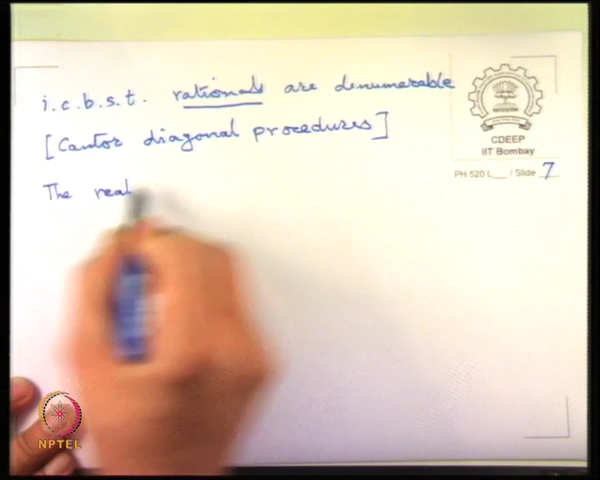 i.c.b.s.t. rationals are denumerable
[Cantor diagonal procedures]
The real
CDEEP
IIT Bombay
PH 520 L___ / Slide 7
NPTEL